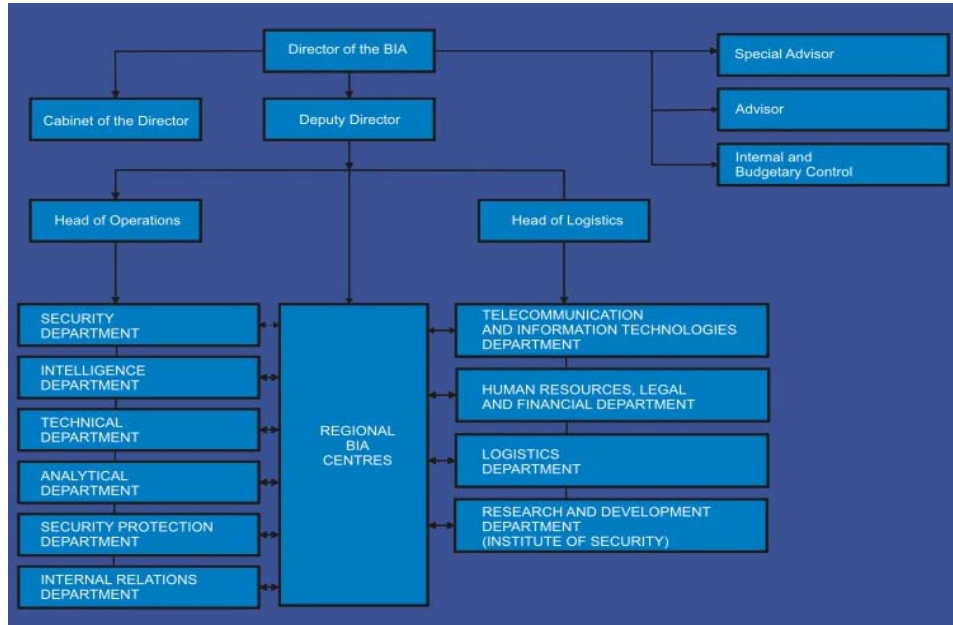 Director of the BIA
Special Advisor
Cabinet of the Director
Deputy Director
Advisor
Internal and
Budgetary Control
Head of Operations
Head of Logistics
SECURITY
DEPARTMENT
INTELLIGENCE
DEPARTMENT
TECHNICAL
DEPARTMENT
ANALYTICAL
DEPARTMENT
SECURITY PROTECTION
DEPARTMENT
INTERNAL RELATIONS
DEPARTMENT
REGIONAL
BIA
CENTRES
TELECOMMUNICATION
AND INFORMATION TECHNOLOGIES
DEPARTMENT
HUMAN RESOURCES, LEGAL
AND FINANCIAL DEPARTMENT
LOGISTICS
DEPARTMENT
RESEARCH AND DEVELOPMENT
DEPARTMENT
(INSTITUTE OF SECURITY)